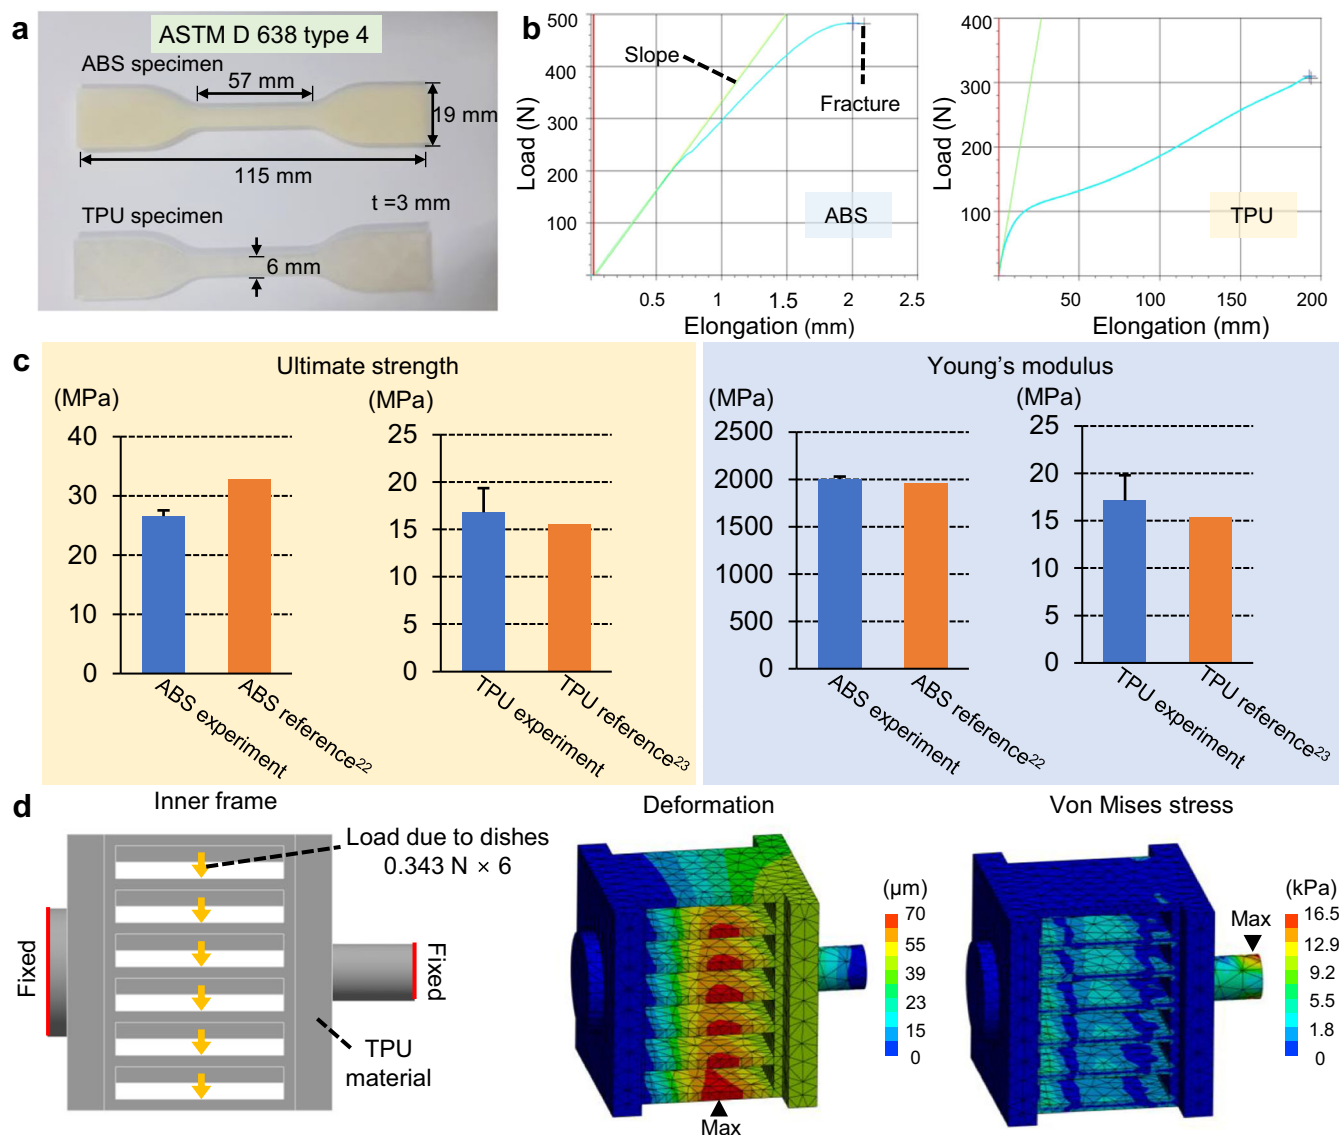 a
ASTM D 638 type 4
ABS specimen
57 mm
19 mm
115 mm
TPU specimen
t =3 mm
6 mm
b
Load (N)
500
400
300
200
100
Slope
Fracture
ABS
0.5
1
1.5
2
2.5
Elongation (mm)
Load (N)
400
300
200
100
TPU
50
100
150
200
Elongation (mm)
c
Ultimate strength
(MPa)
40
30
20
10
0
ABS experiment
ABS reference²²
(MPa)
25
20
15
10
5
0
TPU experiment
TPU reference²³
Young's modulus
(MPa)
2500
2000
1500
1000
500
0
ABS experiment
ABS reference²²
(MPa)
25
20
15
10
5
0
TPU experiment
TPU reference²³
d
Inner frame
Load due to dishes
0.343 N × 6
Fixed
Fixed
TPU
material
Deformation
(µm)
70
55
39
23
15
0
Max
Von Mises stress
(kPa)
16.5
12.9
9.2
5.5
1.8
0
Max